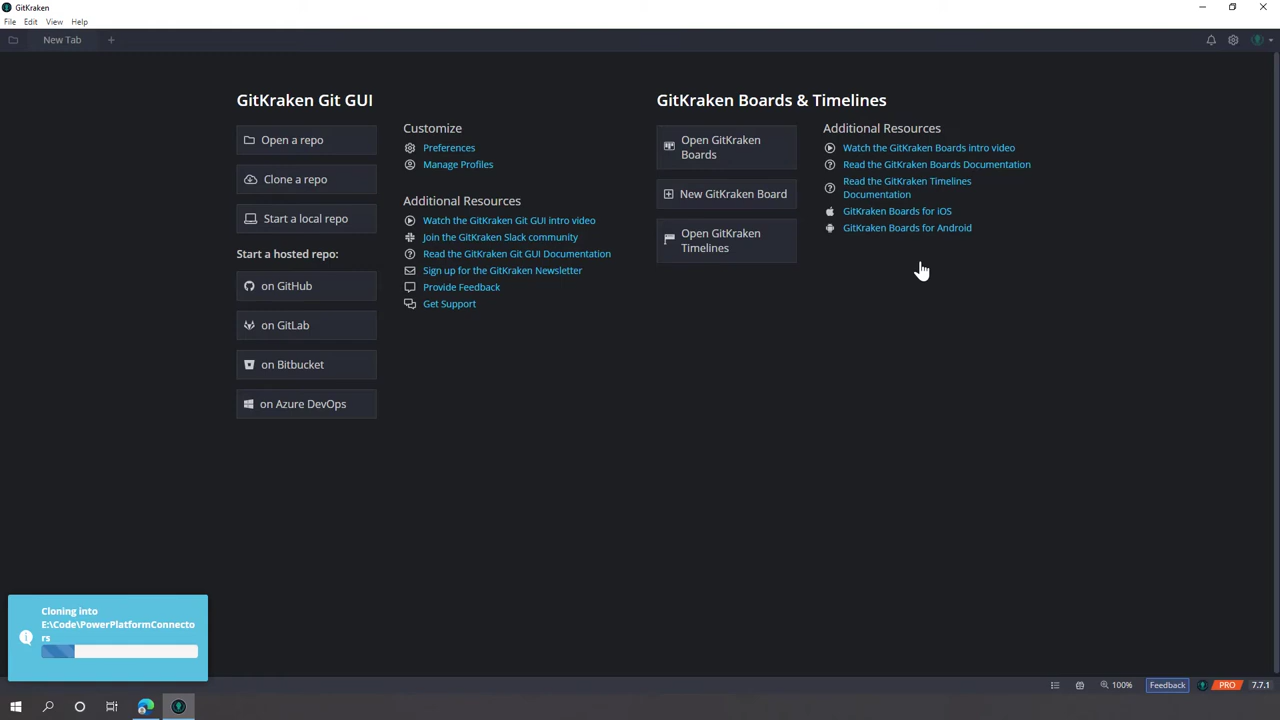 GitKraken
File Edit View Help
New Tab
GitKraken Git GUI
Open a repo
Clone a repo
Start a local repo
Start a hosted repo:
on GitHub
on GitLab
on Bitbucket
on Azure DevOps
Customize
Preferences
Manage Profiles
Additional Resources
Watch the GitKraken Git GUI intro video
Join the GitKraken Slack community
Read the GitKraken Git GUI Documentation
Sign up for the GitKraken Newsletter
Provide Feedback
Get Support
GitKraken Boards & Timelines
Open GitKraken
Boards
New GitKraken Board
Open GitKraken
Timelines
Additional Resources
Watch the GitKraken Boards intro video
Read the GitKraken Boards Documentation
Read the GitKraken Timelines
Documentation
GitKraken Boards for iOS
GitKraken Boards for Android
Cloning into
E:\Code\PowerPlatformConnecto
rs
100% Feedback PRO 7.7.1